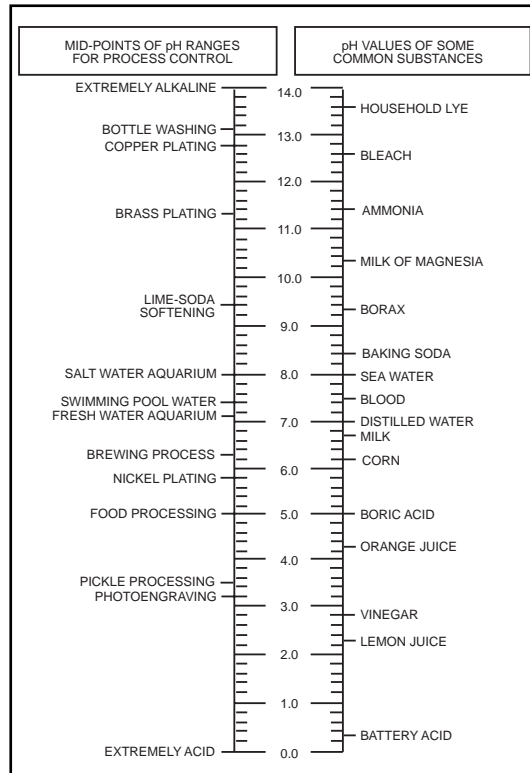 MID-POINTS OF pH RANGES
FOR PROCESS CONTROL
pH VALUES OF SOME
COMMON SUBSTANCES
EXTREMELY ALKALINE
BOTTLE WASHING
COPPER PLATING
BRASS PLATING
LIME-SODA
SOFTENING
SALT WATER AQUARIUM
SWIMMING POOL WATER
FRESH WATER AQUARIUM
BREWING PROCESS
NICKEL PLATING
FOOD PROCESSING
PICKLE PROCESSING
PHOTOENGRAVING
EXTREMELY ACID
14.0
13.0
12.0
11.0
10.0
9.0
8.0
7.0
6.0
5.0
4.0
3.0
2.0
1.0
0.0
HOUSEHOLD LYE
BLEACH
AMMONIA
MILK OF MAGNESIA
BORAX
BAKING SODA
SEA WATER
BLOOD
DISTILLED WATER
MILK
CORN
BORIC ACID
ORANGE JUICE
VINEGAR
LEMON JUICE
BATTERY ACID